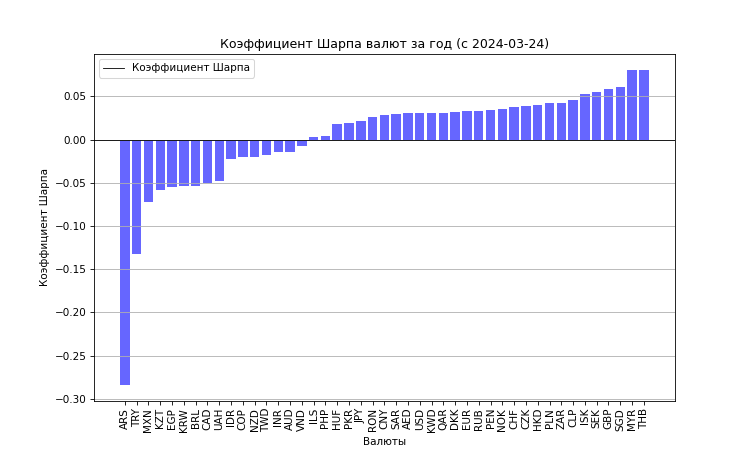 Коэффициент Шарпа валют за год (с 2024-03-24)
Коэффициент Шарпа
Коэффициент Шарпа
0.05
0.00
−0.05
−0.10
−0.15
−0.20
−0.25
−0.30
ARS
TRY
MXN
KZT
EGP
KRW
BRL
CAD
UAH
IDR
COP
NZD
TWD
INR
AUD
VND
ILS
PHP
HUF
PKR
JPY
RON
CNY
SAR
AED
USD
KWD
QAR
DKK
EUR
RUB
PEN
NOK
CHF
CZK
HKD
PLN
ZAR
CLP
ISK
SEK
GBP
SGD
MYR
THB
Валюты